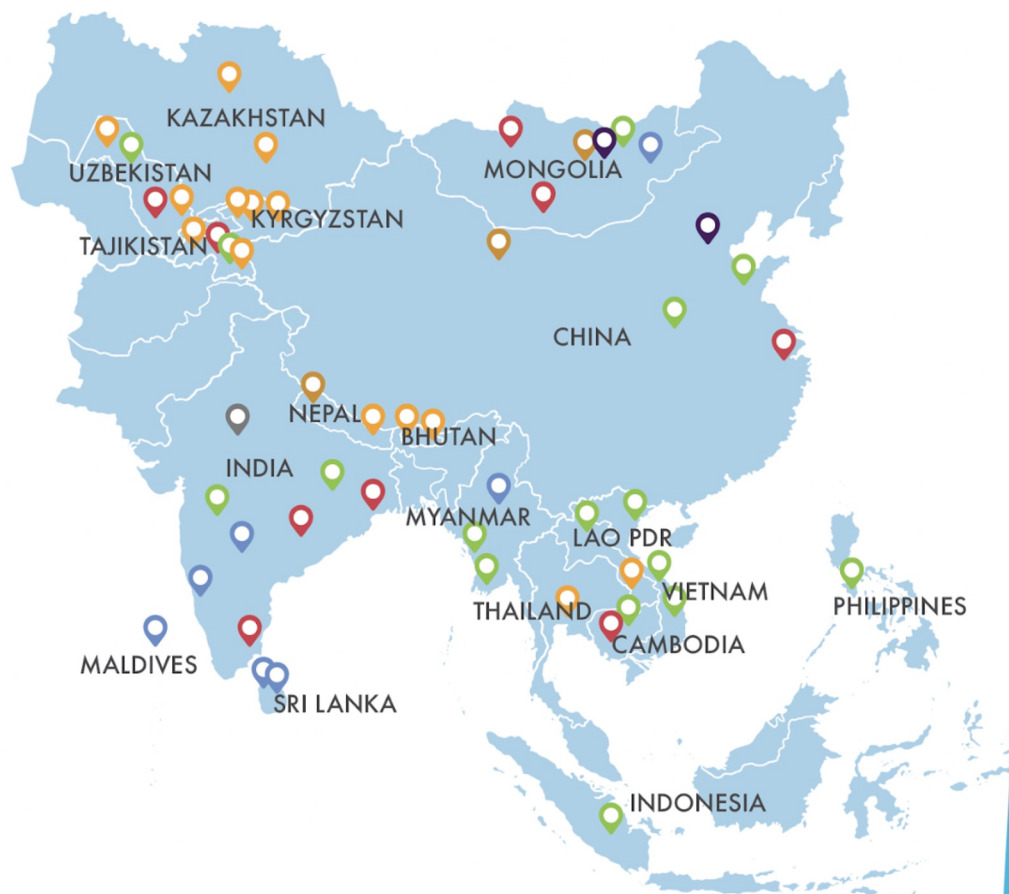 KAZAKHSTAN
MONGOLIA
UZBEKISTAN
KYRGYZSTAN
TAJIKISTAN
CHINA
NEPAL
BHUTAN
INDIA
MYANMAR
LAO PDR
VIETNAM
THAILAND
PHILIPPINES
CAMBODIA
MALDIVES
SRI LANKA
INDONESIA